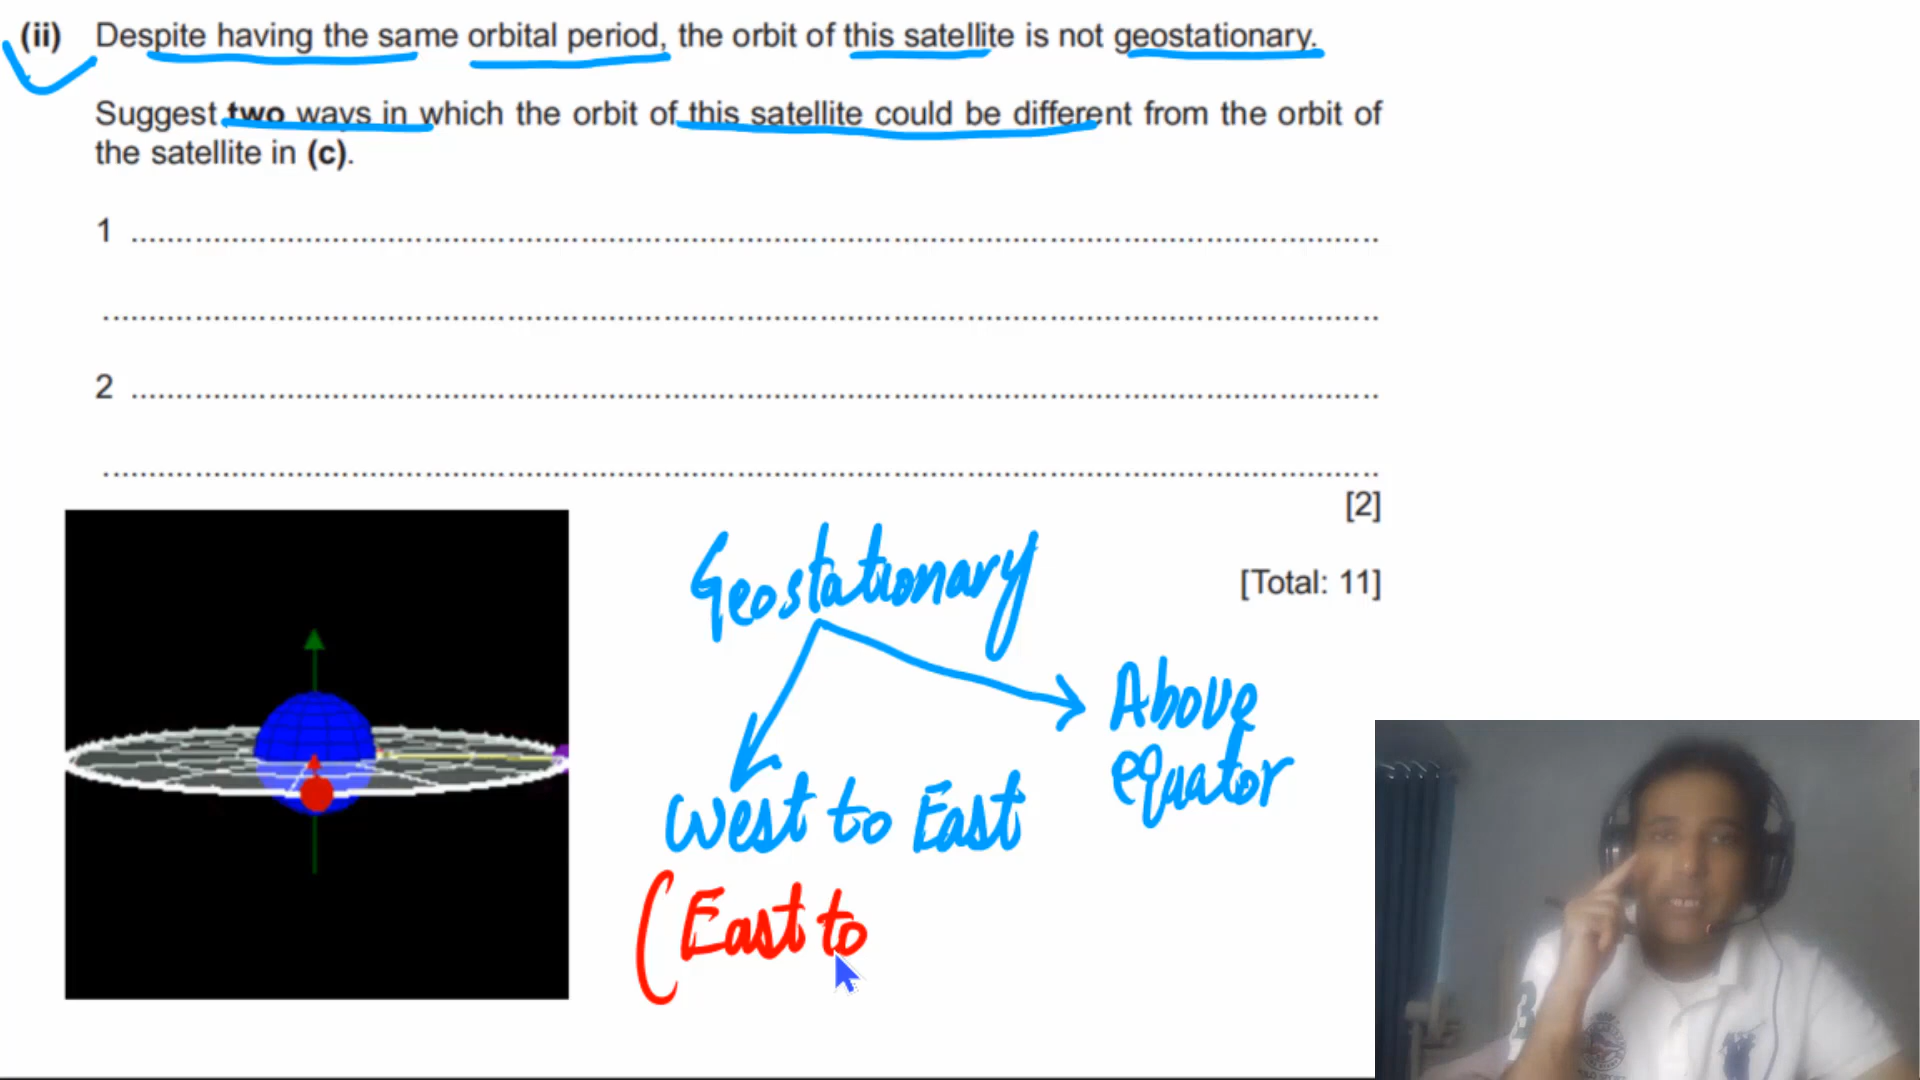 (ii) Despite having the same orbital period, the orbit of this satellite is not geostationary.
Suggest two ways in which the orbit of this satellite could be different from the orbit of
the satellite in (c).
1 ........................................................................................................................
........................................................................................................................
2 ........................................................................................................................
........................................................................................................................
[2]
[Total: 11]
Geostationary
Above
equator
West to East
(East to
3